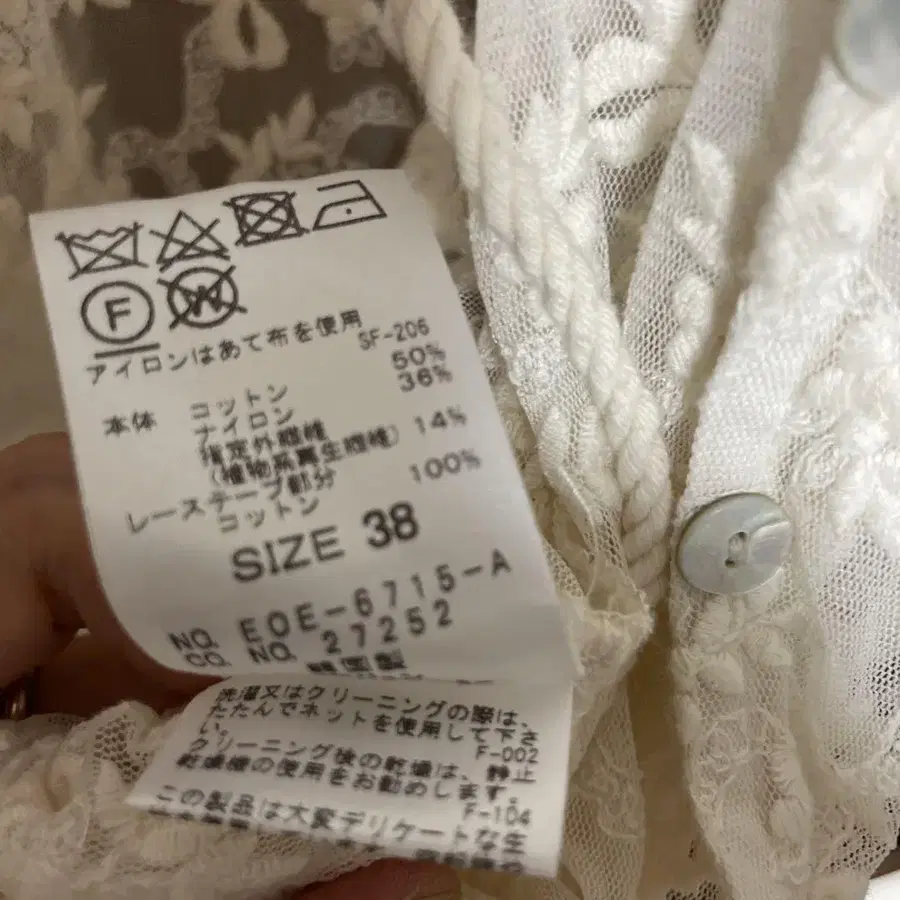 F
W
アイロンはあて布を使用
SF-206
本体 コットン 50%
ナイロン 36%
指定外繊維 14%
(植物系再生繊維)
レーステープ部分
コットン 100%
SIZE 38
NO. EOE-6715-A
CO. NO. 27252
韓国製
洗濯又はクリーニングの際は、
たたんでネットを使用して下さ
い。 F-002
クリーニング後の乾燥は、静止
乾燥機の使用をお勧めします。
F-104
この製品は大変デリケートな生